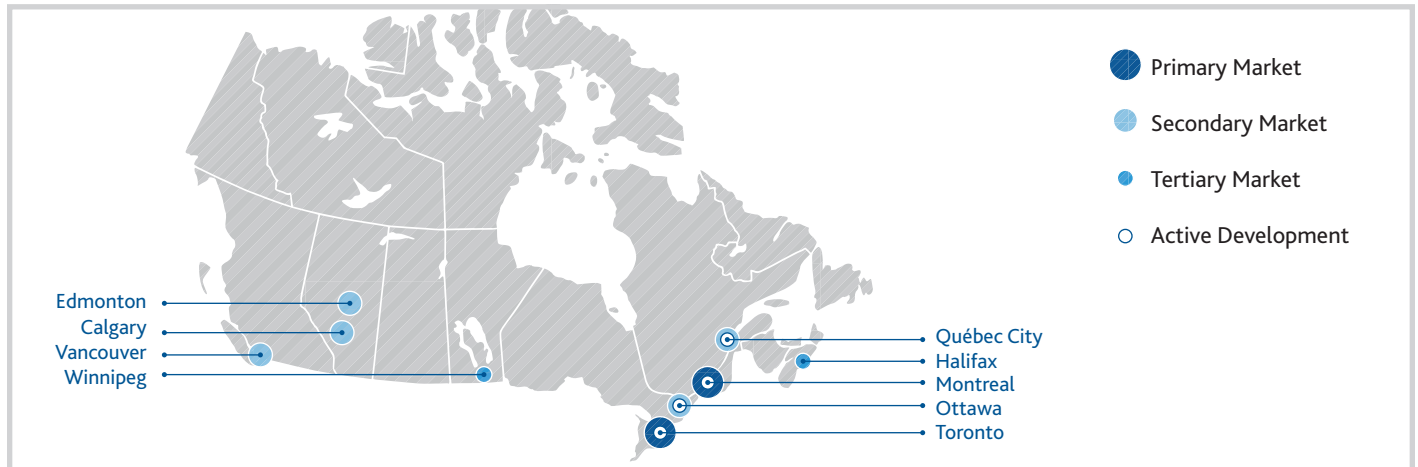 Primary Market
Secondary Market
Tertiary Market
Active Development
Edmonton
Calgary
Vancouver
Winnipeg
Québec City
Halifax
Montreal
Ottawa
Toronto